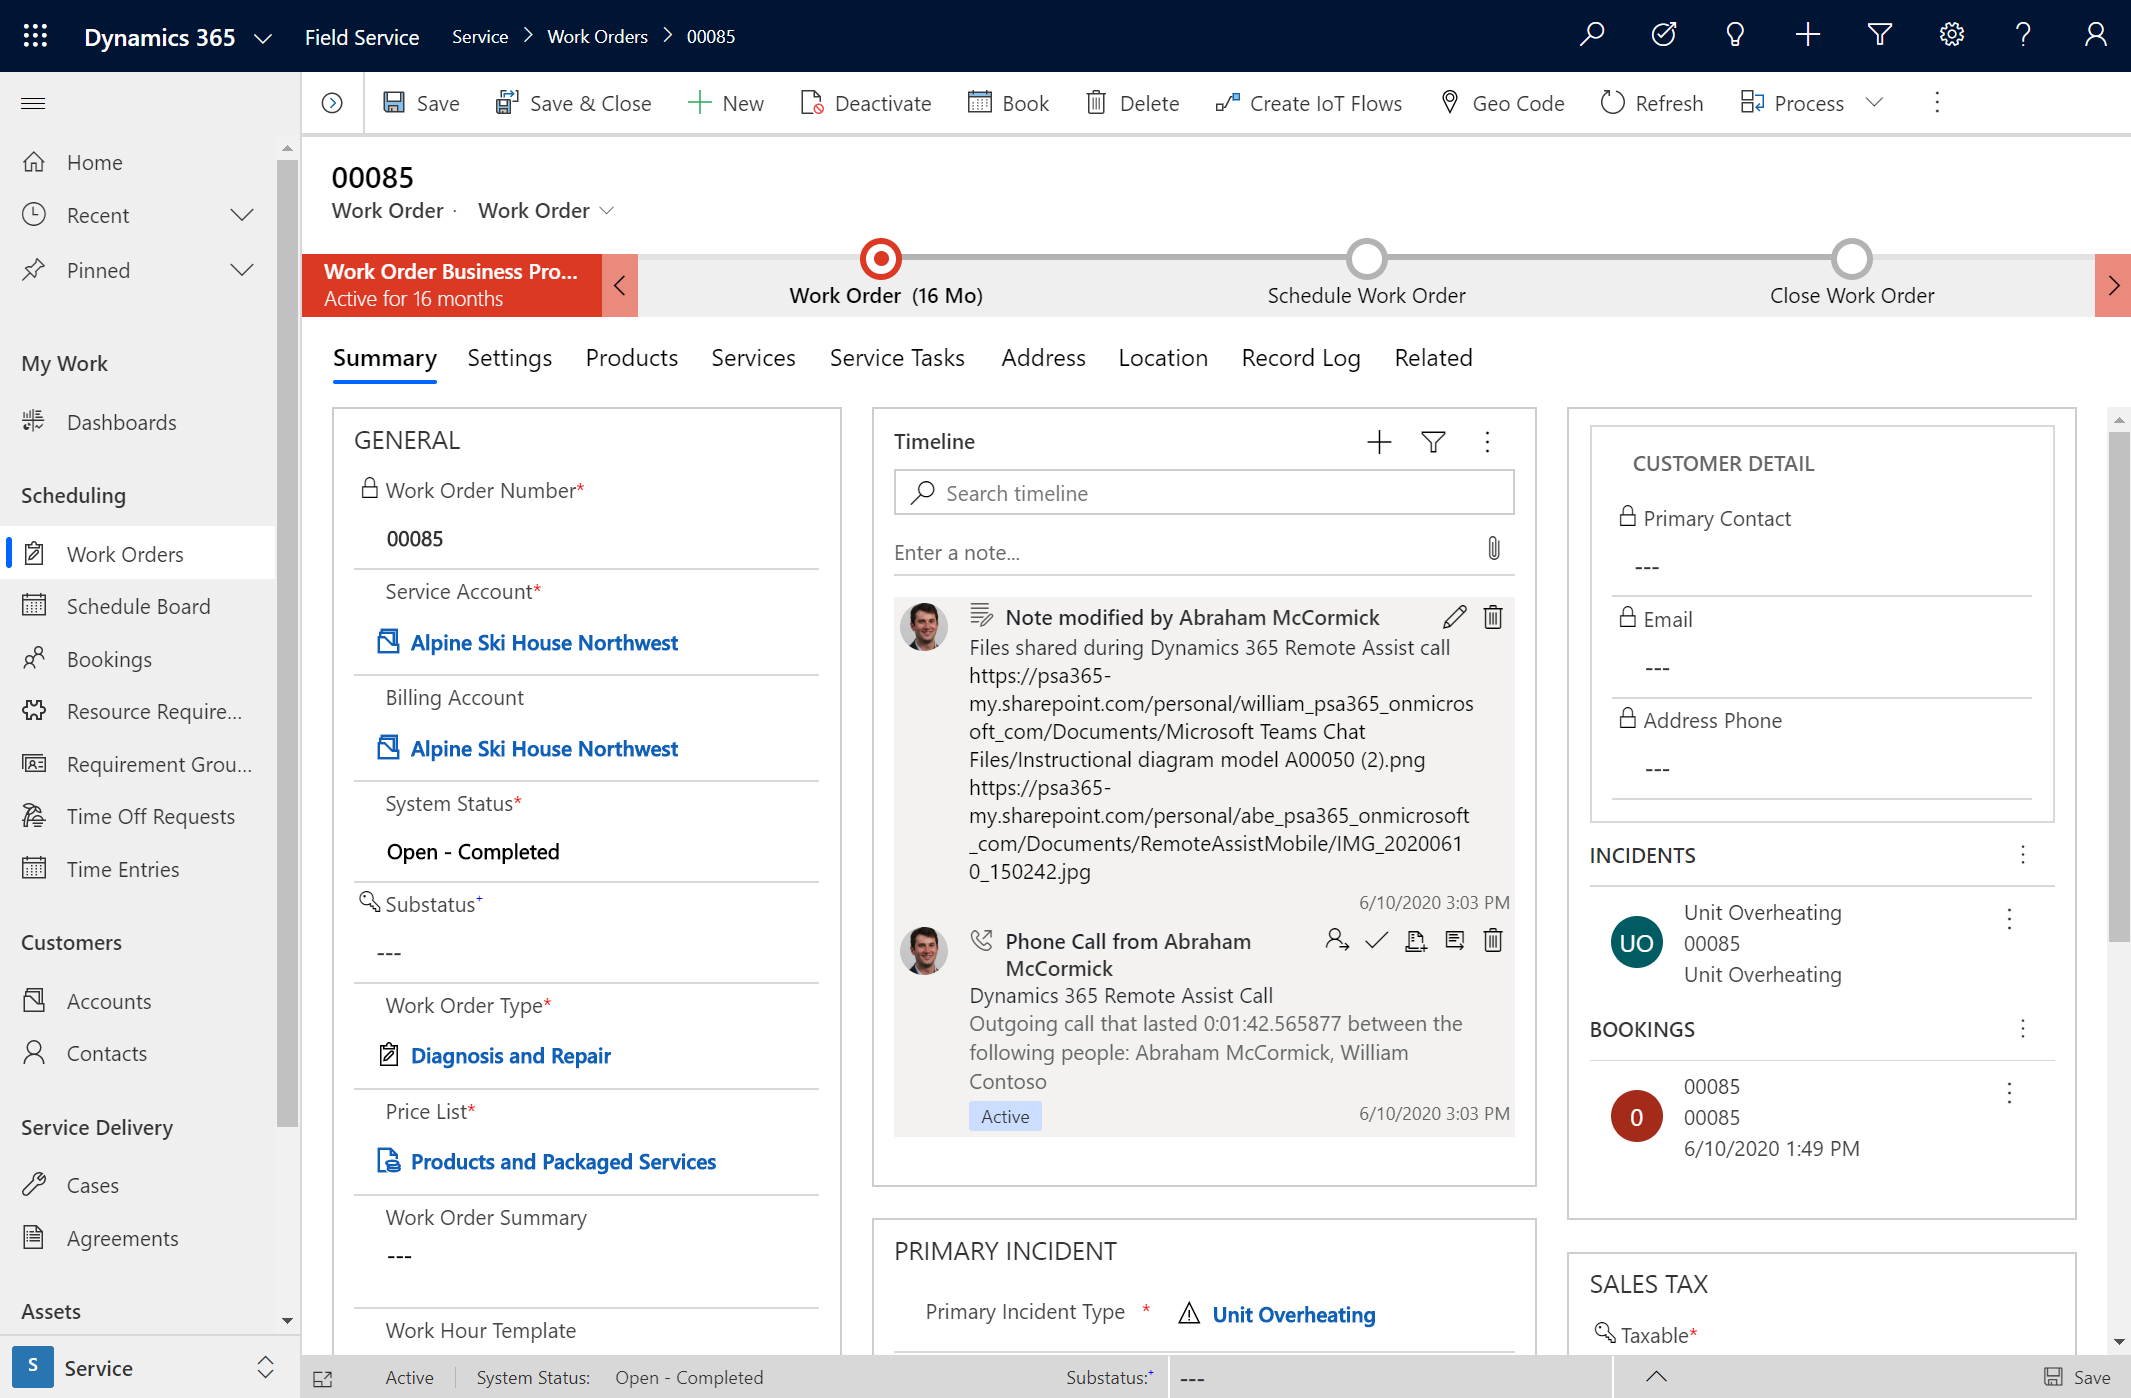 Dynamics 365
Field Service
Service
Work Orders
00085
Save
Save & Close
New
Deactivate
Book
Delete
Create IoT Flows
Geo Code
Refresh
Process
Home
Recent
Pinned
My Work
Dashboards
Scheduling
Work Orders
Schedule Board
Bookings
Resource Require...
Requirement Grou...
Time Off Requests
Time Entries
Customers
Accounts
Contacts
Service Delivery
Cases
Agreements
Assets
S
Service
00085
Work Order · Work Order
Work Order Business Pro...
Active for 16 months
Work Order (16 Mo)
Schedule Work Order
Close Work Order
Summary
Settings
Products
Services
Service Tasks
Address
Location
Record Log
Related
GENERAL
Work Order Number*
00085
Service Account*
Alpine Ski House Northwest
Billing Account
Alpine Ski House Northwest
System Status*
Open - Completed
Substatus+
---
Work Order Type*
Diagnosis and Repair
Price List*
Products and Packaged Services
Work Order Summary
---
Work Hour Template
Timeline
Search timeline
Enter a note...
Note modified by Abraham McCormick
Files shared during Dynamics 365 Remote Assist call
https://psa365-
my.sharepoint.com/personal/william_psa365_onmicros
oft_com/Documents/Microsoft Teams Chat
Files/Instructional diagram model A00050 (2).png
https://psa365-
my.sharepoint.com/personal/abe_psa365_onmicrosoft
_com/Documents/RemoteAssistMobile/IMG_2020061
0_150242.jpg
6/10/2020 3:03 PM
Phone Call from Abraham
McCormick
Dynamics 365 Remote Assist Call
Outgoing call that lasted 0:01:42.565877 between the
following people: Abraham McCormick, William
Contoso
Active
6/10/2020 3:03 PM
PRIMARY INCIDENT
Primary Incident Type *
Unit Overheating
CUSTOMER DETAIL
Primary Contact
---
Email
---
Address Phone
---
INCIDENTS
UO
Unit Overheating
00085
Unit Overheating
BOOKINGS
0
00085
00085
6/10/2020 1:49 PM
SALES TAX
Taxable*
Active
System Status:
Open - Completed
Substatus:+
---
Save